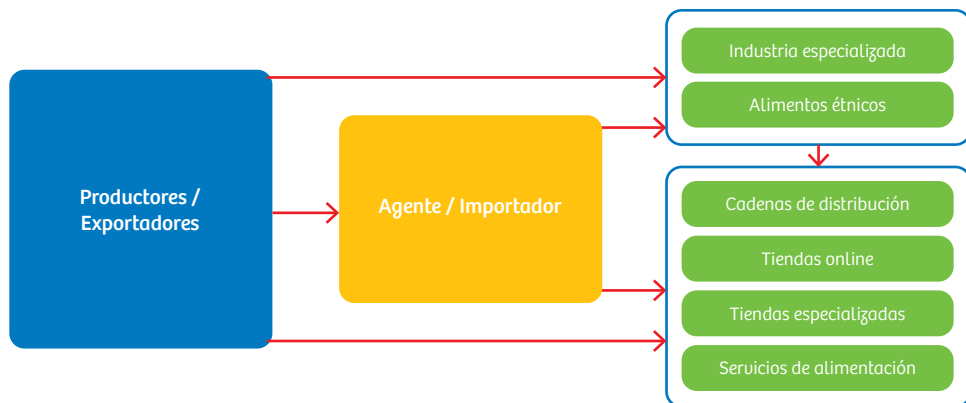 Productores /
Exportadores
Agente / Importador
Industria especializada
Alimentos étnicos
Cadenas de distribución
Tiendas online
Tiendas especializadas
Servicios de alimentación